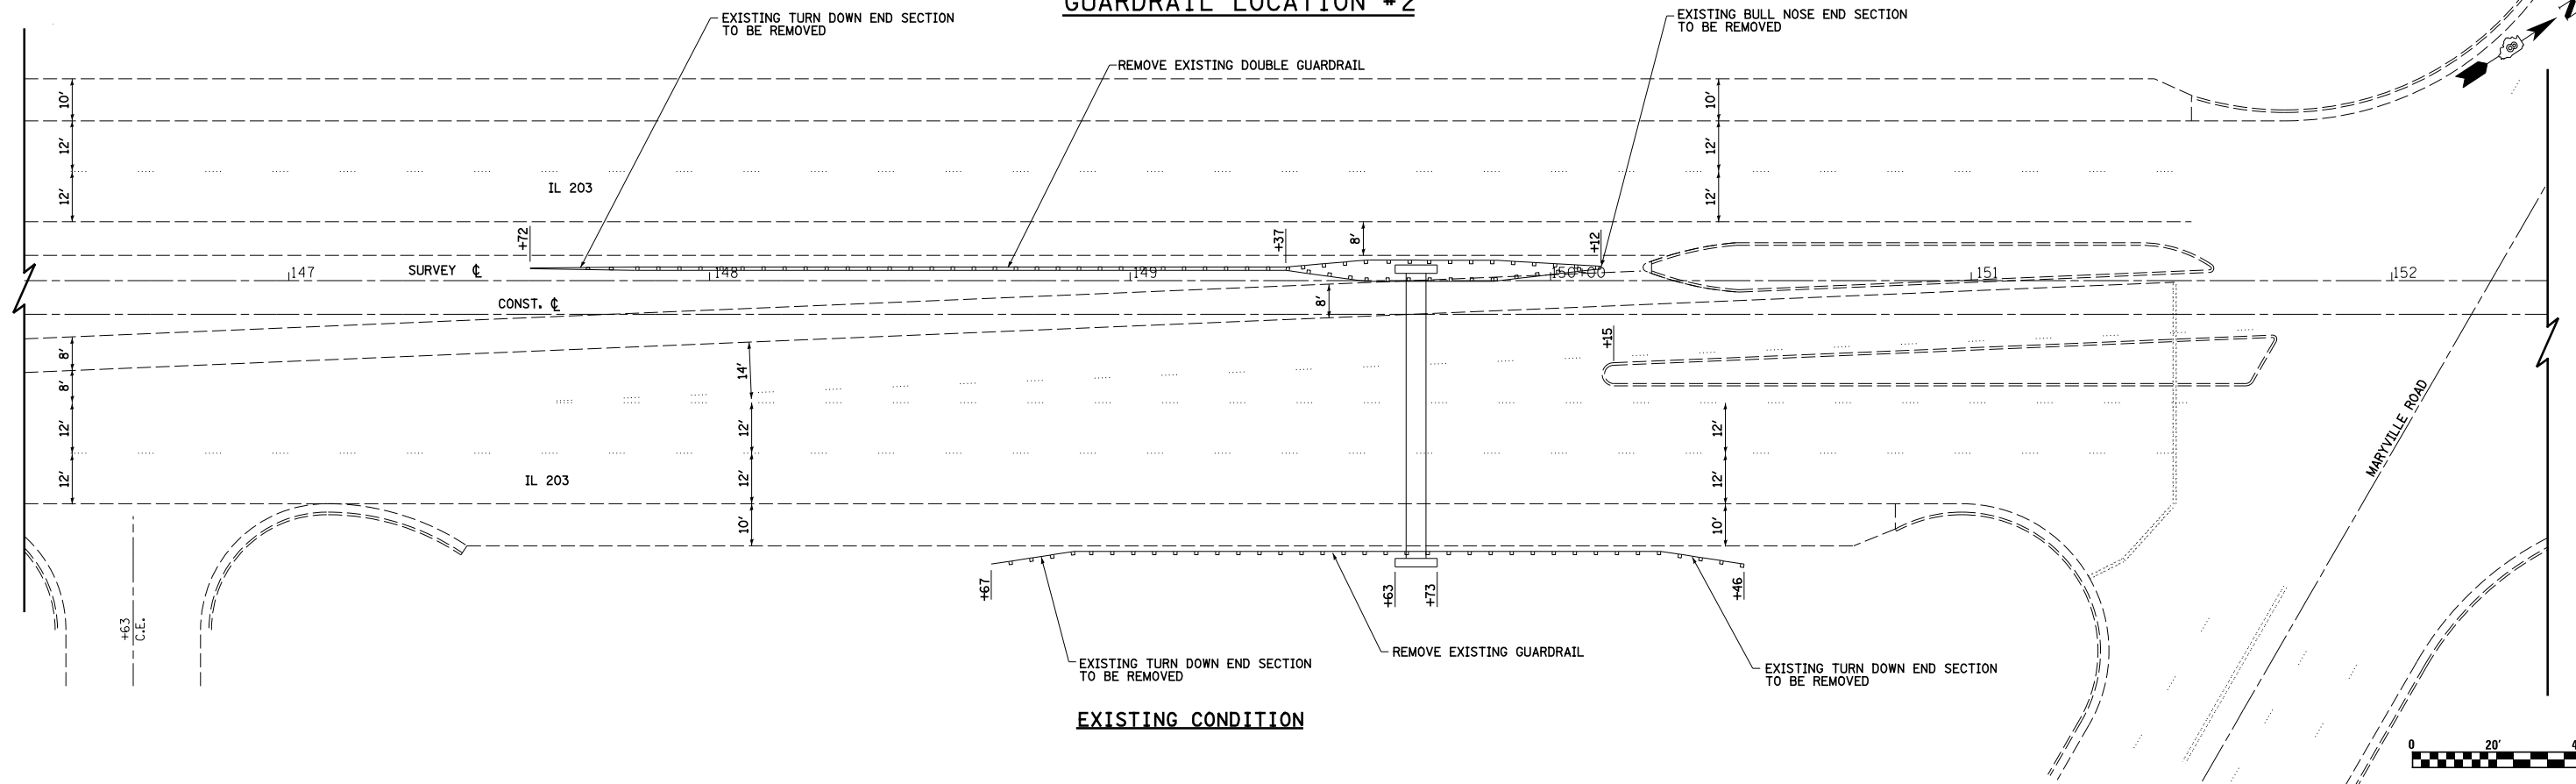 GUARDRAIL LOCATION #2
EXISTING TURN DOWN END SECTION
TO BE REMOVED
EXISTING BULL NOSE END SECTION
TO BE REMOVED
REMOVE EXISTING DOUBLE GUARDRAIL
10'
12'
12'
IL 203
10'
12'
12'
+72
+37
8'
+12
147
SURVEY ℄
148
149
150+00
151
152
CONST. ℄
8'
8'
8'
12'
12'
14'
12'
12'
10'
+15
12'
12'
10'
IL 203
MARYVILLE ROAD
+63
C.E.
+67
+63
+73
+46
EXISTING TURN DOWN END SECTION
TO BE REMOVED
REMOVE EXISTING GUARDRAIL
EXISTING TURN DOWN END SECTION
TO BE REMOVED
EXISTING CONDITION
0
20'